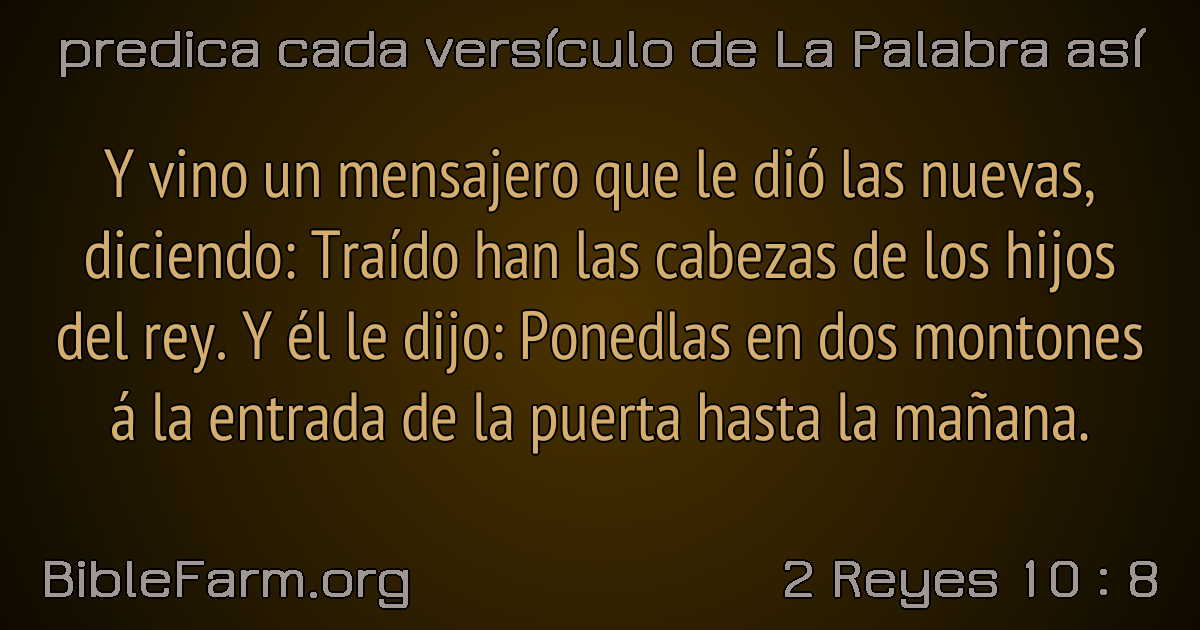 predica cada versículo de La Palabra así
Y vino un mensajero que le dió las nuevas,
diciendo: Traído han las cabezas de los hijos
del rey. Y él le dijo: Ponedlas en dos montones
á la entrada de la puerta hasta la mañana.
BibleFarm.org
2 Reyes 10 : 8